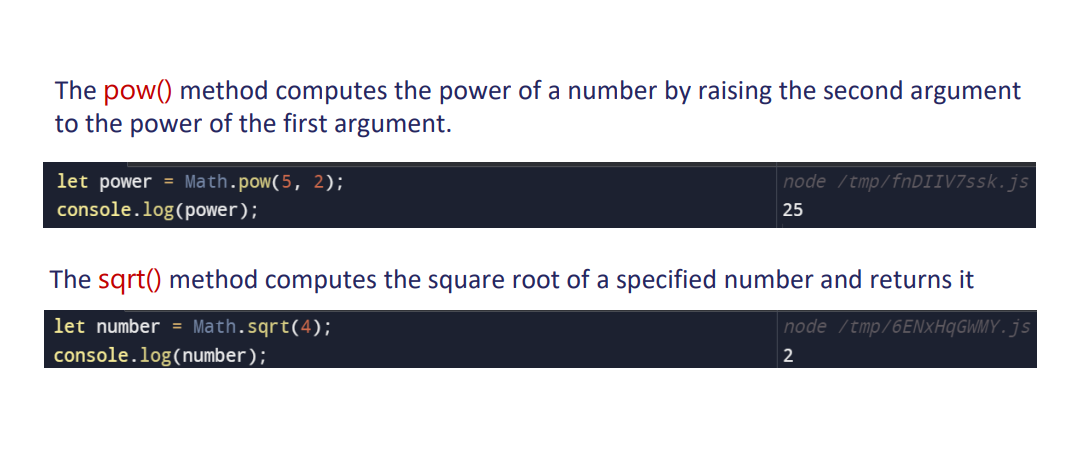 The pow() method computes the power of a number by raising the second argument
to the power of the first argument.
let power = Math.pow(5, 2);
console.log(power);
node /tmp/fnDIIV7ssk.js
25
The sqrt() method computes the square root of a specified number and returns it
let number = Math.sqrt(4);
console.log(number);
node /tmp/6ENxHqGWMY.js
2